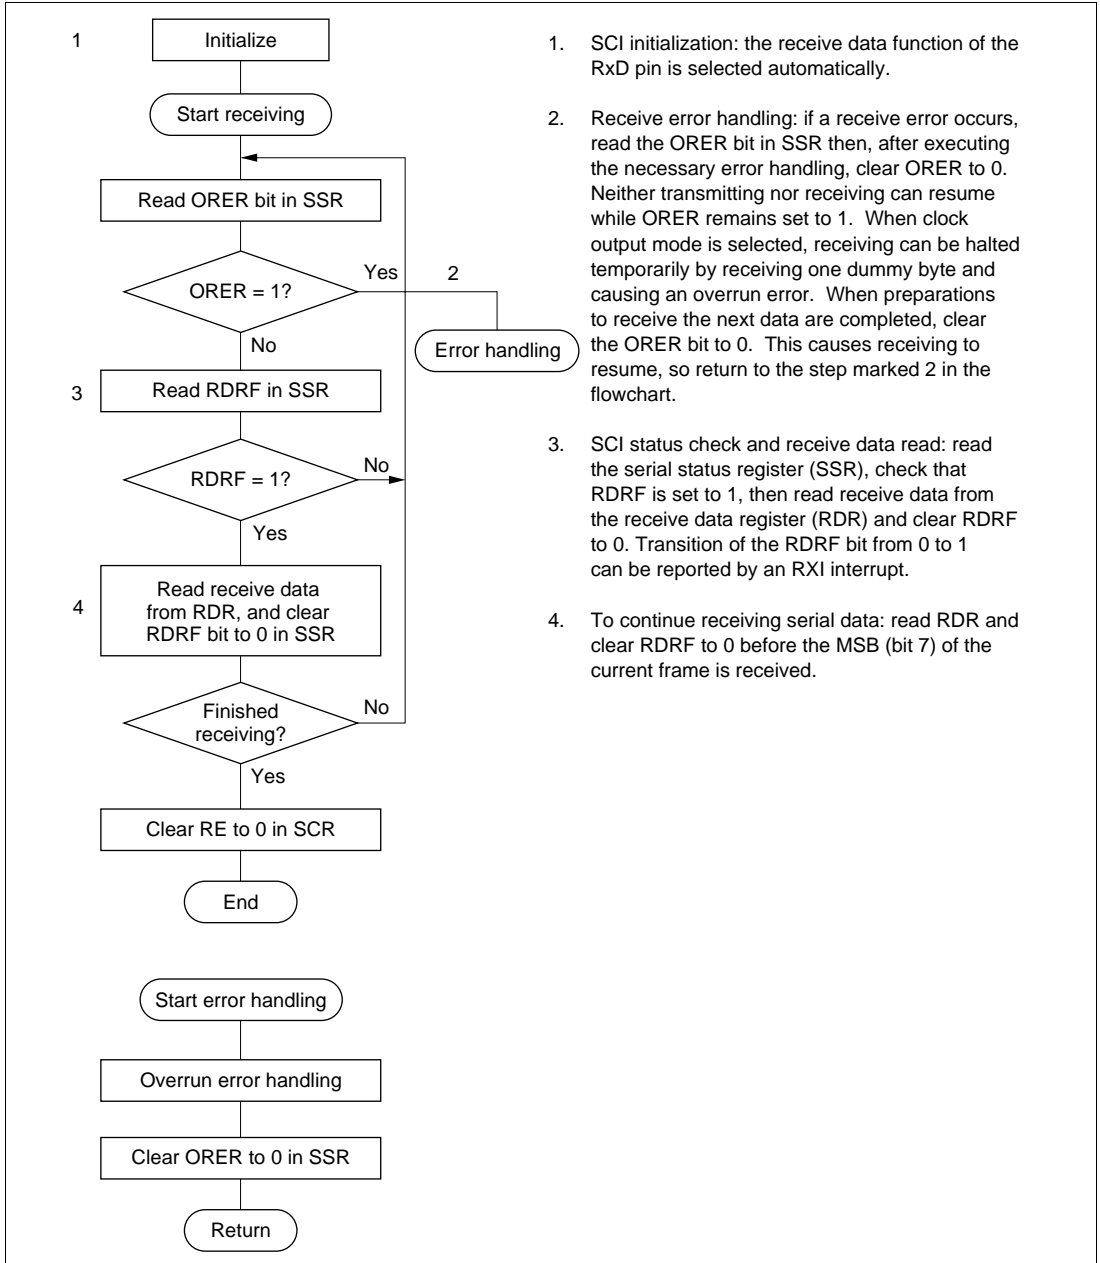 1
Initialize
Start receiving
Read ORER bit in SSR
ORER = 1?
Yes
2
No
Error handling
3
Read RDRF in SSR
RDRF = 1?
No
Yes
4
Read receive data
from RDR, and clear
RDRF bit to 0 in SSR
Finished
receiving?
No
Yes
Clear RE to 0 in SCR
End
Start error handling
Overrun error handling
Clear ORER to 0 in SSR
Return
1. SCI initialization: the receive data function of the
RxD pin is selected automatically.
2. Receive error handling: if a receive error occurs,
read the ORER bit in SSR then, after executing
the necessary error handling, clear ORER to 0.
Neither transmitting nor receiving can resume
while ORER remains set to 1. When clock
output mode is selected, receiving can be halted
temporarily by receiving one dummy byte and
causing an overrun error. When preparations
to receive the next data are completed, clear
the ORER bit to 0. This causes receiving to
resume, so return to the step marked 2 in the
flowchart.
3. SCI status check and receive data read: read
the serial status register (SSR), check that
RDRF is set to 1, then read receive data from
the receive data register (RDR) and clear RDRF
to 0. Transition of the RDRF bit from 0 to 1
can be reported by an RXI interrupt.
4. To continue receiving serial data: read RDR and
clear RDRF to 0 before the MSB (bit 7) of the
current frame is received.